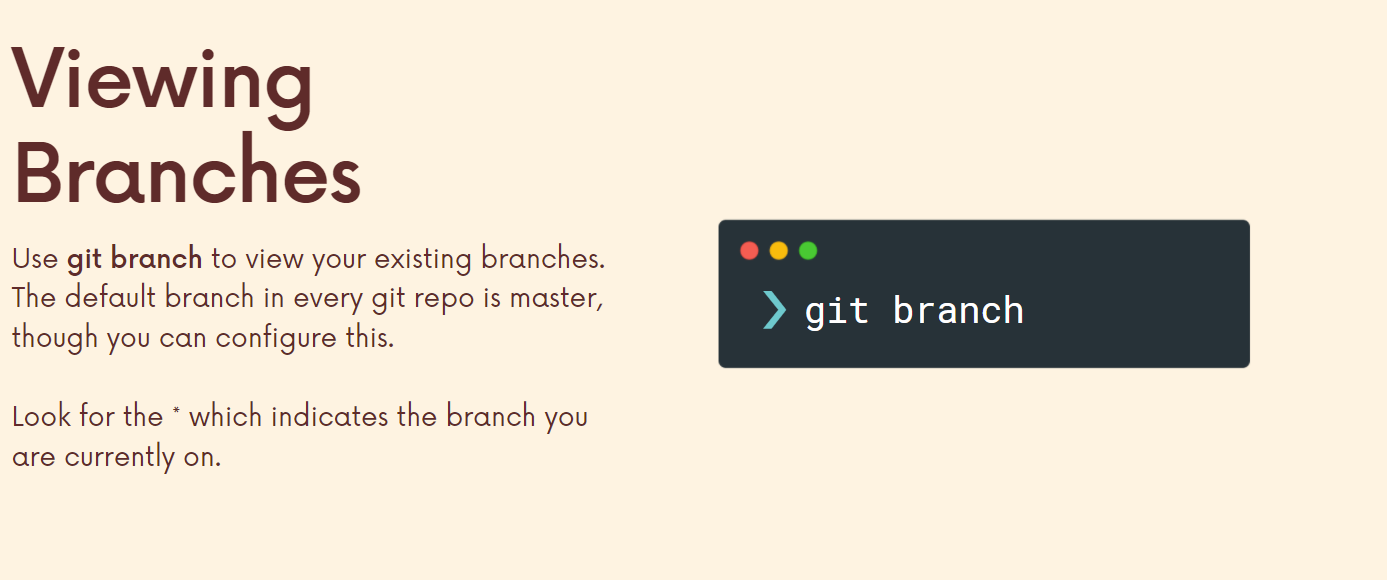 Viewing
Branches
Use git branch to view your existing branches.
The default branch in every git repo is master,
though you can configure this.
Look for the * which indicates the branch you
are currently on.
❯ git branch